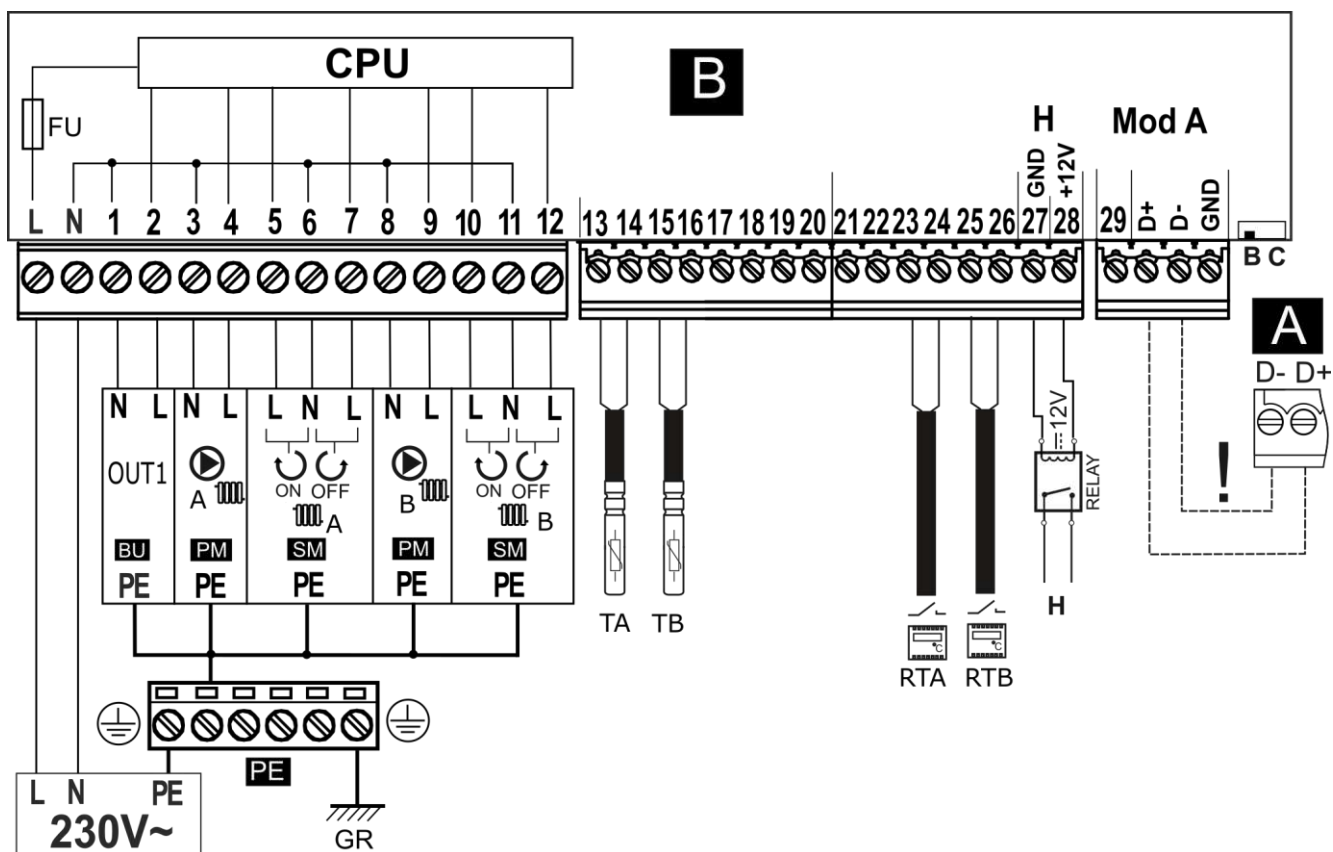 CPU
B
FU
H
Mod A
GND
+12V
D+
D-
GND
L N 1 2 3 4 5 6 7 8 9 10 11 12
13 14 15 16 17 18 19 20
21 22 23 24 25 26 27 28
29
B C
A
D- D+
N L N L L N L N L L N L
OUT1
A
ON OFF
A
B
ON OFF
B
BU PM SM PM SM
PE PE PE PE PE
12V
RELAY
!
TA TB
°C °C
RTA RTB
H
PE
L N PE
230V~
GR